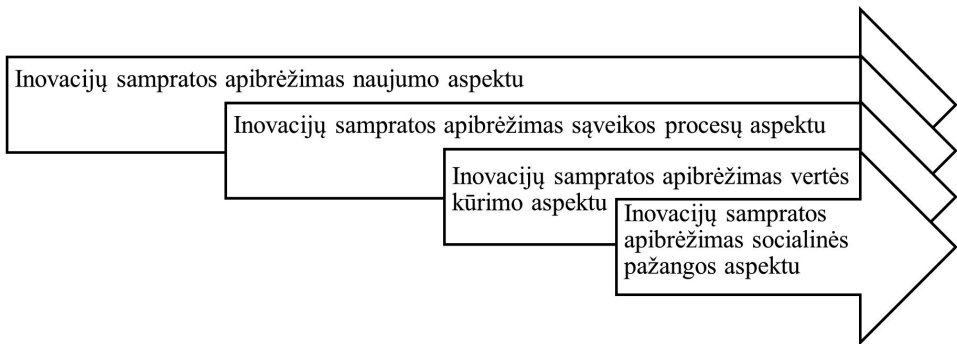 Inovacijų sampratos apibrėžimas naujumo aspektu
Inovacijų sampratos apibrėžimas sąveikos procesų aspektu
Inovacijų sampratos apibrėžimas vertės
kūrimo aspektu
Inovacijų sampratos
apibrėžimas socialinės
pažangos aspektu